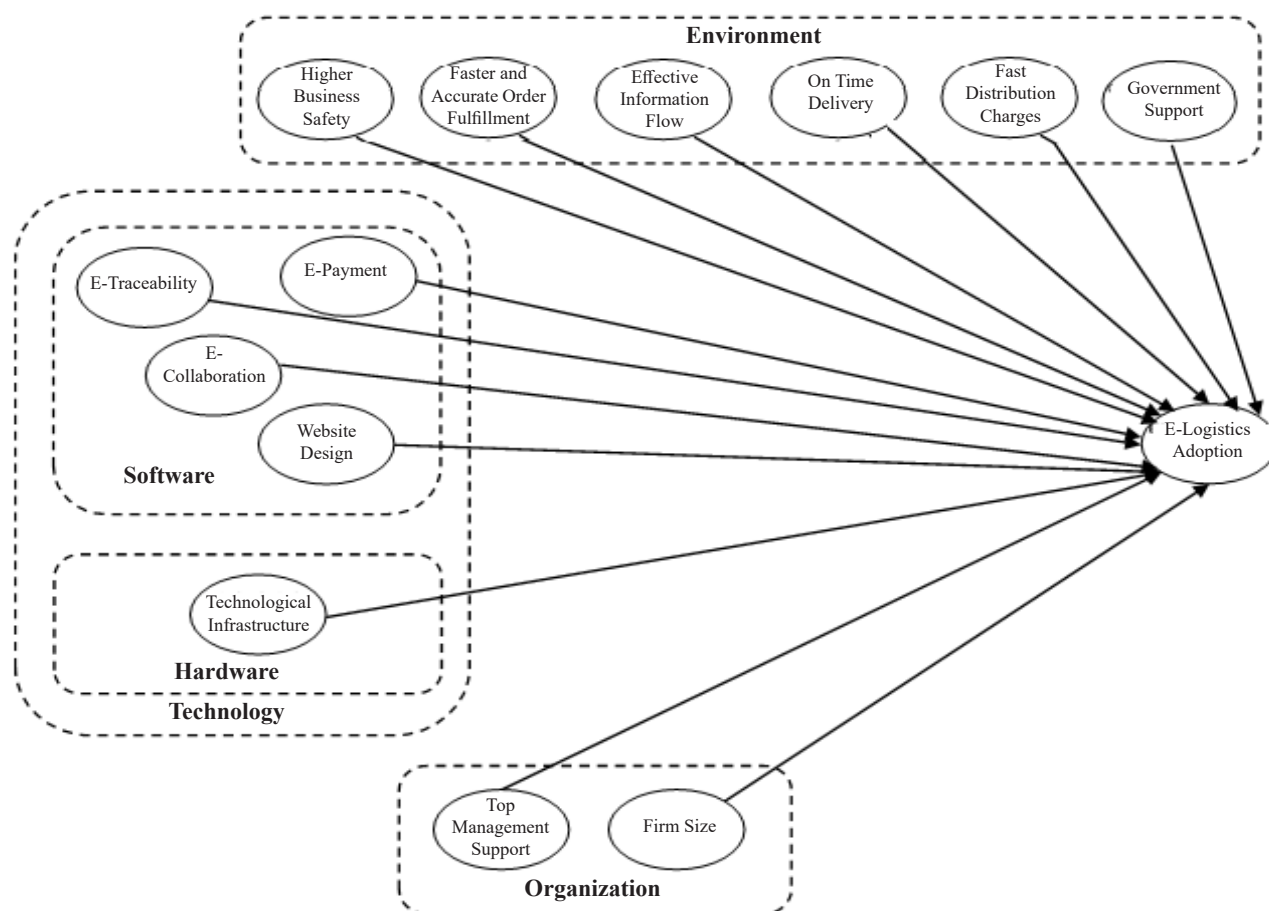 Environment
Higher
Business
Safety
Faster and
Accurate Order
Fulfillment
Effective
Information
Flow
On Time
Delivery
Fast
Distribution
Charges
Government
Support
E-Traceability
E-Payment
E-
Collaboration
Website
Design
Software
E-Logistics
Adoption
Technological
Infrastructure
Hardware
Technology
Top
Management
Support
Firm Size
Organization